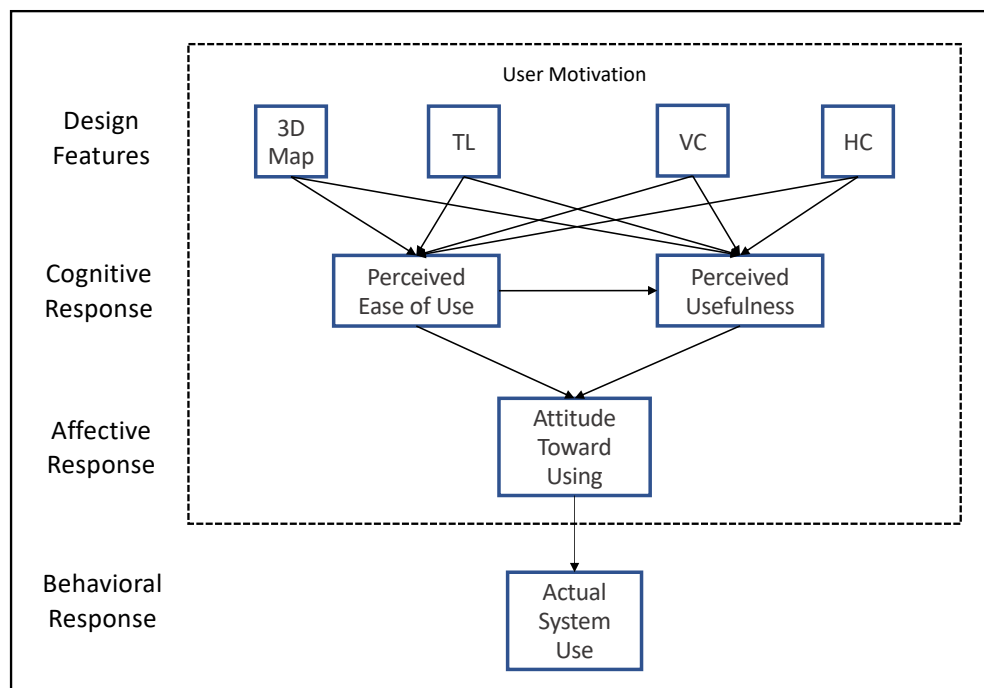 User Motivation
Design
Features
3D
Map
TL
VC
HC
Cognitive
Response
Perceived
Ease of Use
Perceived
Usefulness
Affective
Response
Attitude
Toward
Using
Behavioral
Response
Actual
System
Use